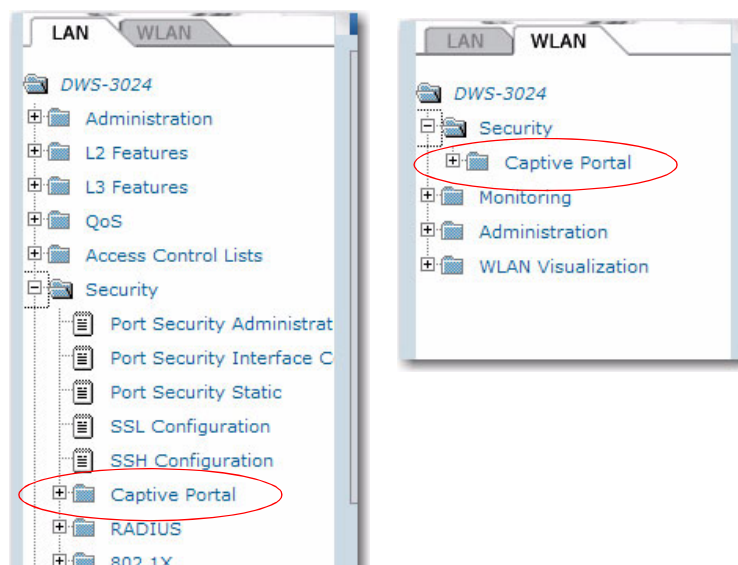 LAN WLAN
DWS-3024
Administration
L2 Features
L3 Features
QoS
Access Control Lists
Security
Port Security Administrat
Port Security Interface C
Port Security Static
SSL Configuration
SSH Configuration
Captive Portal
RADIUS
802.1X
LAN WLAN
DWS-3024
Security
Captive Portal
Monitoring
Administration
WLAN Visualization